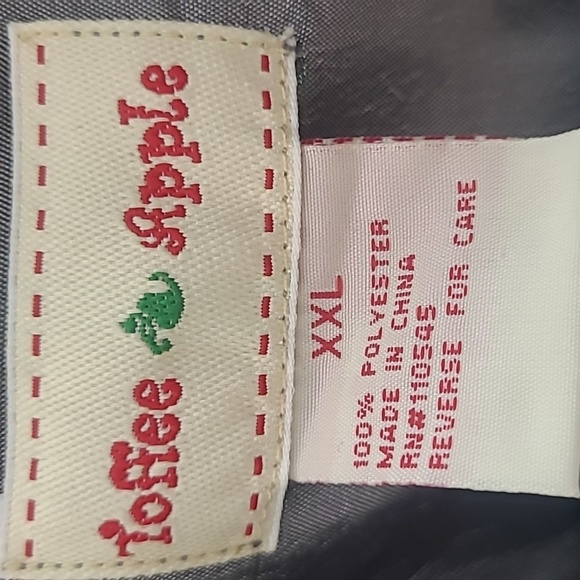 Toffee Apple
XXL
100% POLYESTER
MADE IN CHINA
RN#110545
REVERSE FOR CARE